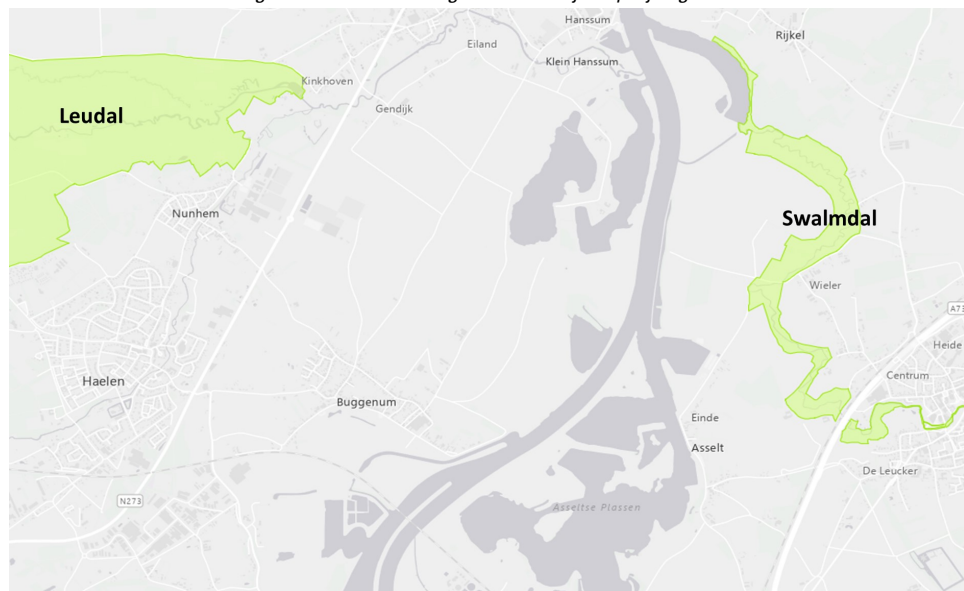 Hanssum
Rijkel
Eiland
Klein Hanssum
Kinkhoven
Gendijk
Leudal
Nunhem
Swalmdal
Wieler
A73
Heide
Haelen
Centrum
Buggenum
Einde
Asselt
De Leucker
N273
Asseltse Plassen